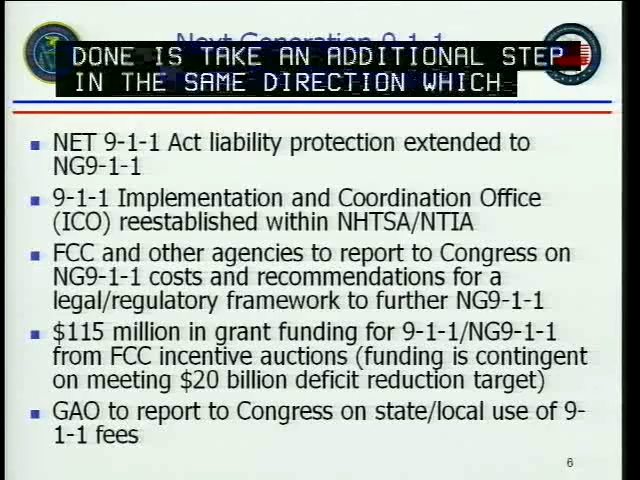 Next Generation 9-1-1
DONE IS TAKE AN ADDITIONAL STEP
IN THE SAME DIRECTION WHICH
NET 9-1-1 Act liability protection extended to
NG9-1-1
9-1-1 Implementation and Coordination Office
(ICO) reestablished within NHTSA/NTIA
FCC and other agencies to report to Congress on
NG9-1-1 costs and recommendations for a
legal/regulatory framework to further NG9-1-1
$115 million in grant funding for 9-1-1/NG9-1-1
from FCC incentive auctions (funding is contingent
on meeting $20 billion deficit reduction target)
GAO to report to Congress on state/local use of 9-
1-1 fees
6